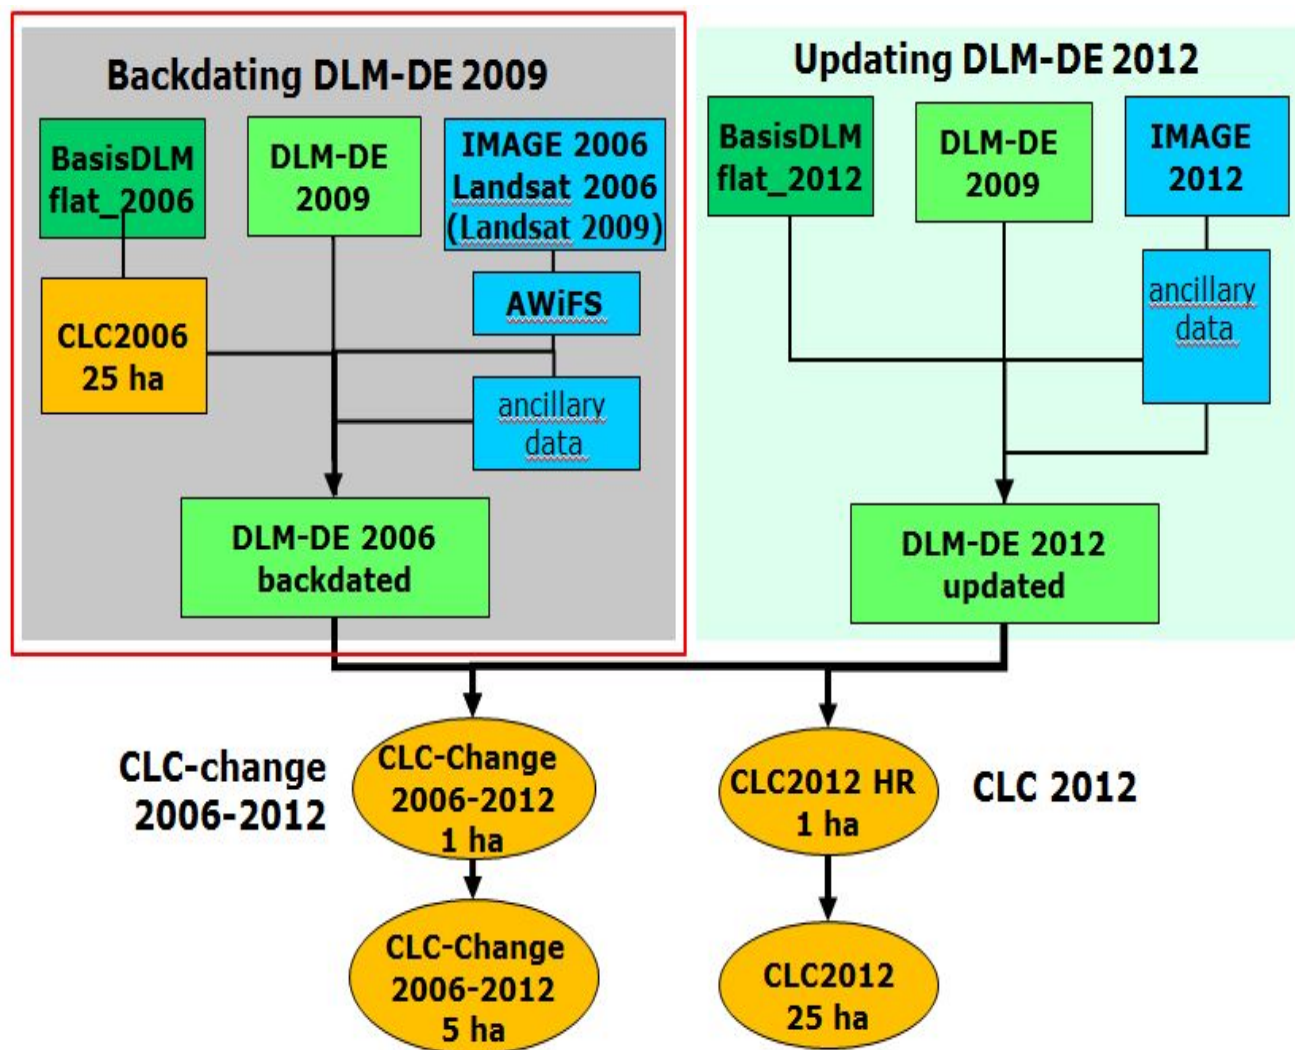 Backdating DLM-DE 2009
BasisDLM
flat_2006
DLM-DE
2009
IMAGE 2006
Landsat 2006
(Landsat 2009)
CLC2006
25 ha
AWiFS
ancillary
data
DLM-DE 2006
backdated
Updating DLM-DE 2012
BasisDLM
flat_2012
DLM-DE
2009
IMAGE
2012
ancillary
data
DLM-DE 2012
updated
CLC-change
2006-2012
CLC-Change
2006-2012
1 ha
CLC2012 HR
1 ha
CLC 2012
CLC-Change
2006-2012
5 ha
CLC2012
25 ha